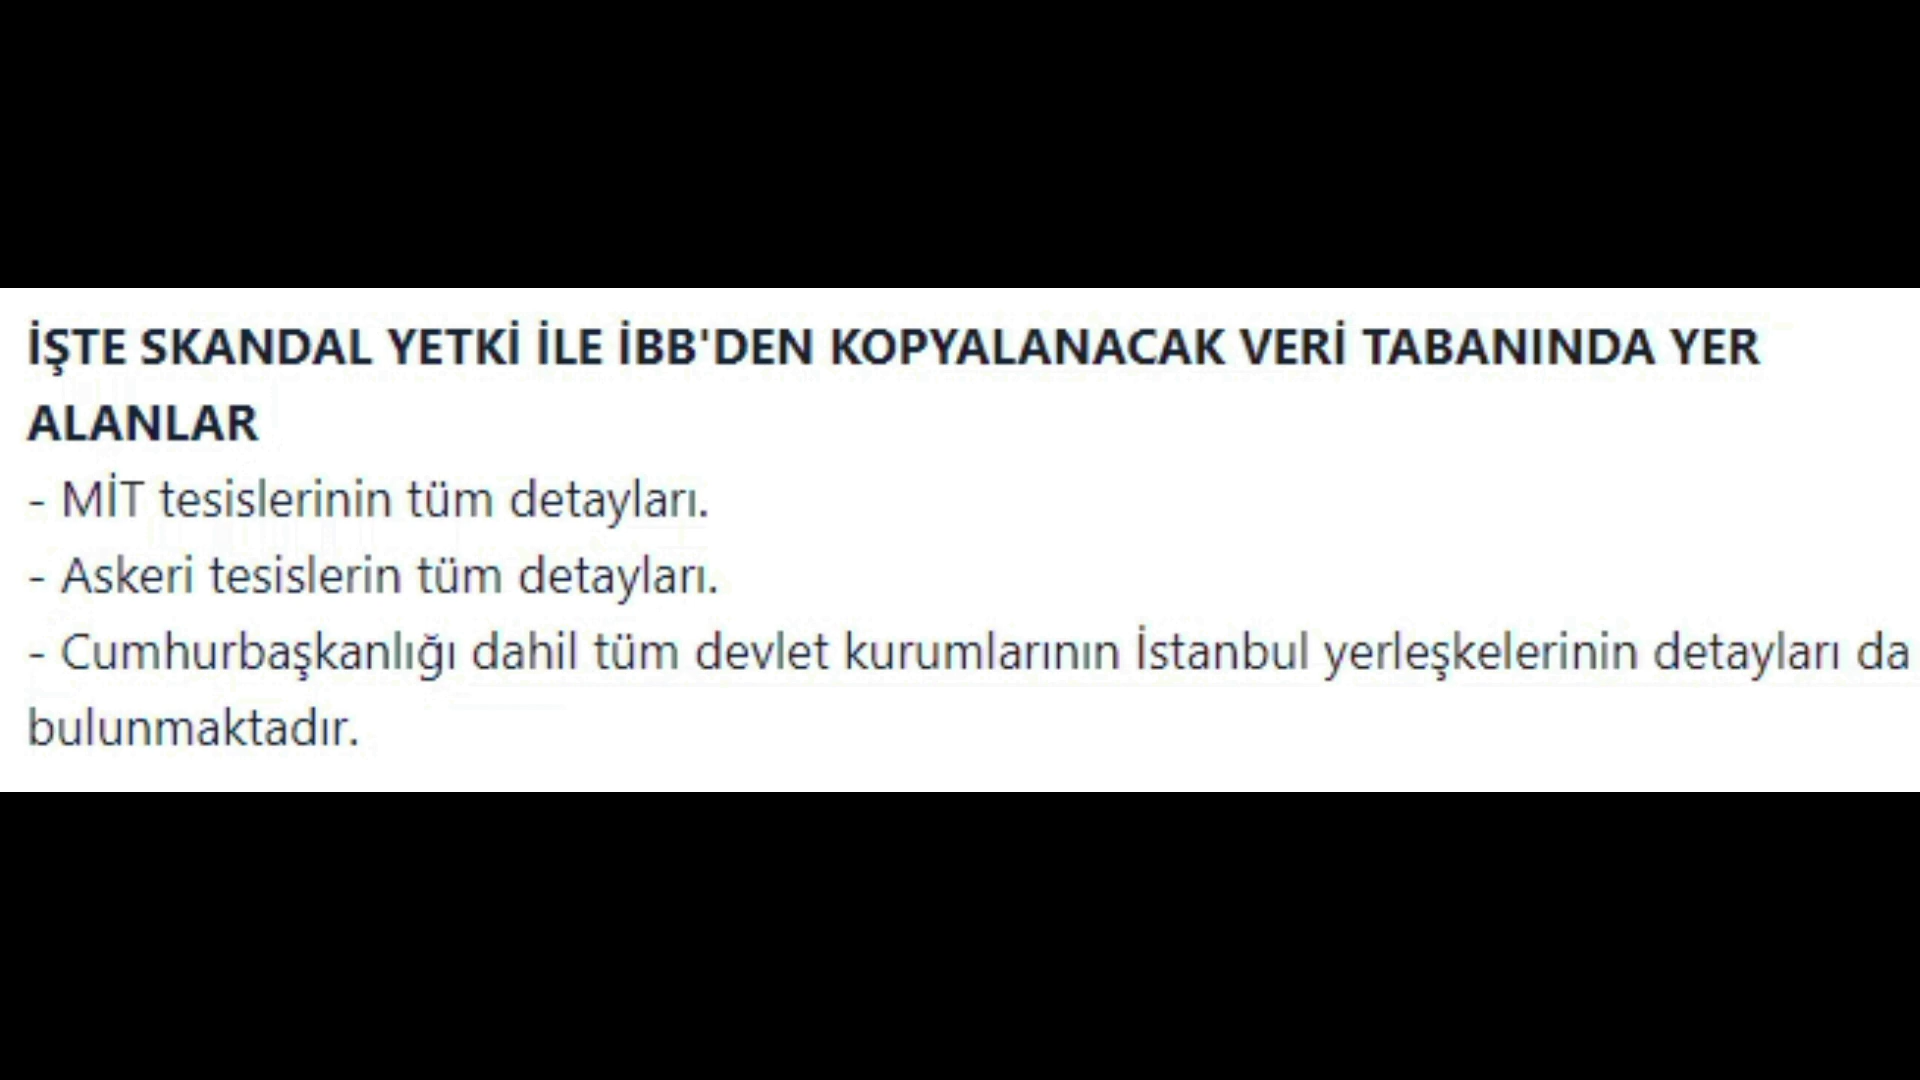 İŞTE SKANDAL YETKİ İLE İBB'DEN KOPYALANACAK VERİ TABANINDA YER
ALANLAR
- MİT tesislerinin tüm detayları.
- Askeri tesislerin tüm detayları.
- Cumhurbaşkanlığı dahil tüm devlet kurumlarının İstanbul yerleşkelerinin detayları da
bulunmaktadır.